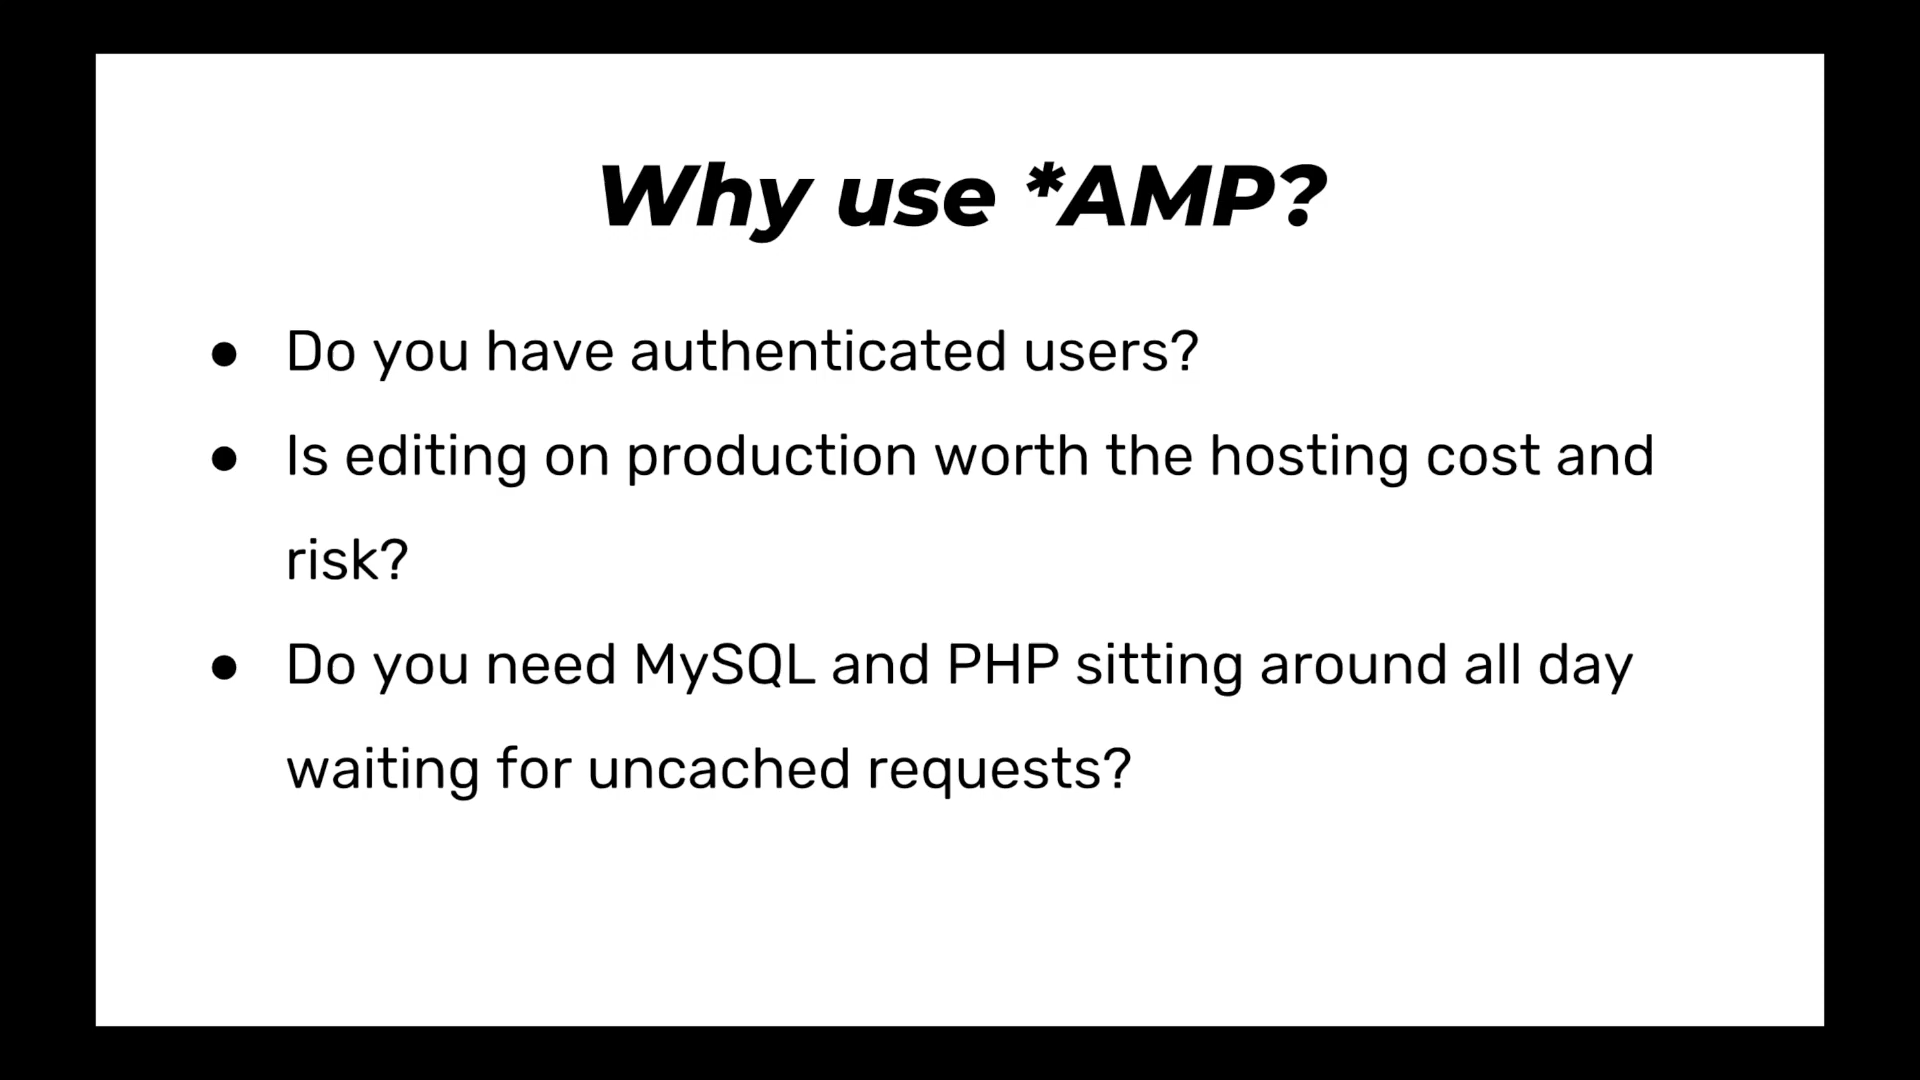 Why use *AMP?
● Do you have authenticated users?
● Is editing on production worth the hosting cost and
risk?
● Do you need MySQL and PHP sitting around all day
waiting for uncached requests?